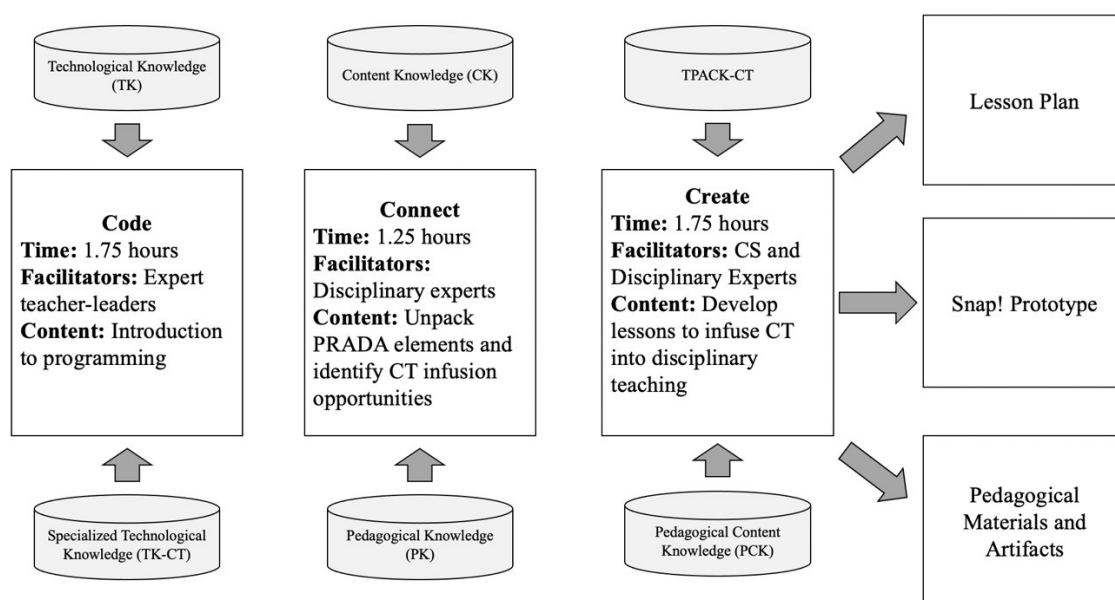 Technological Knowledge
(TK)
Content Knowledge (CK)
TPACK-CT
Code
Time: 1.75 hours
Facilitators: Expert
teacher-leaders
Content: Introduction
to programming
Connect
Time: 1.25 hours
Facilitators:
Disciplinary experts
Content: Unpack
PRADA elements and
identify CT infusion
opportunities
Create
Time: 1.75 hours
Facilitators: CS and
Disciplinary Experts
Content: Develop
lessons to infuse CT
into disciplinary
teaching
Lesson Plan
Snap! Prototype
Pedagogical
Materials and
Artifacts
Specialized Technological
Knowledge (TK-CT)
Pedagogical Knowledge
(PK)
Pedagogical Content
Knowledge (PCK)